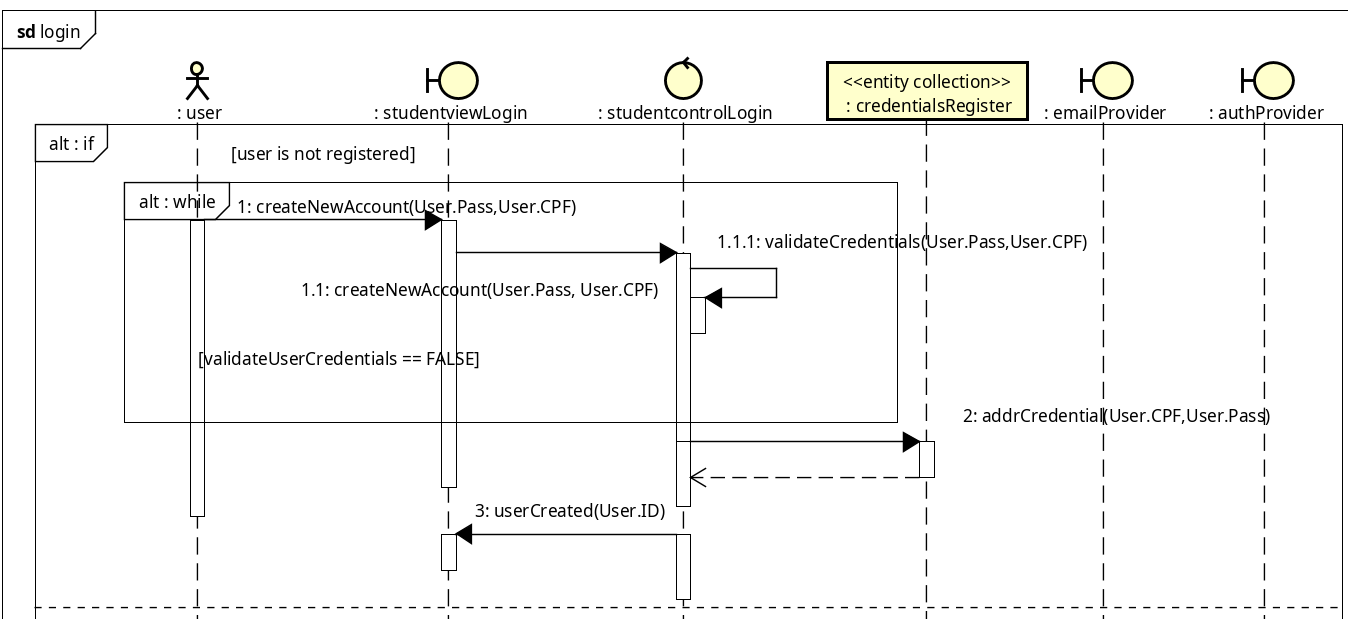 sd login
: user
: studentviewLogin
: studentcontrolLogin
<<entity collection>>
: credentialsRegister
: emailProvider
: authProvider
alt : if
[user is not registered]
alt : while
1: createNewAccount(User.Pass,User.CPF)
1.1.1: validateCredentials(User.Pass,User.CPF)
1.1: createNewAccount(User.Pass, User.CPF)
[validateUserCredentials == FALSE]
2: addrCredential(User.CPF,User.Pass)
3: userCreated(User.ID)